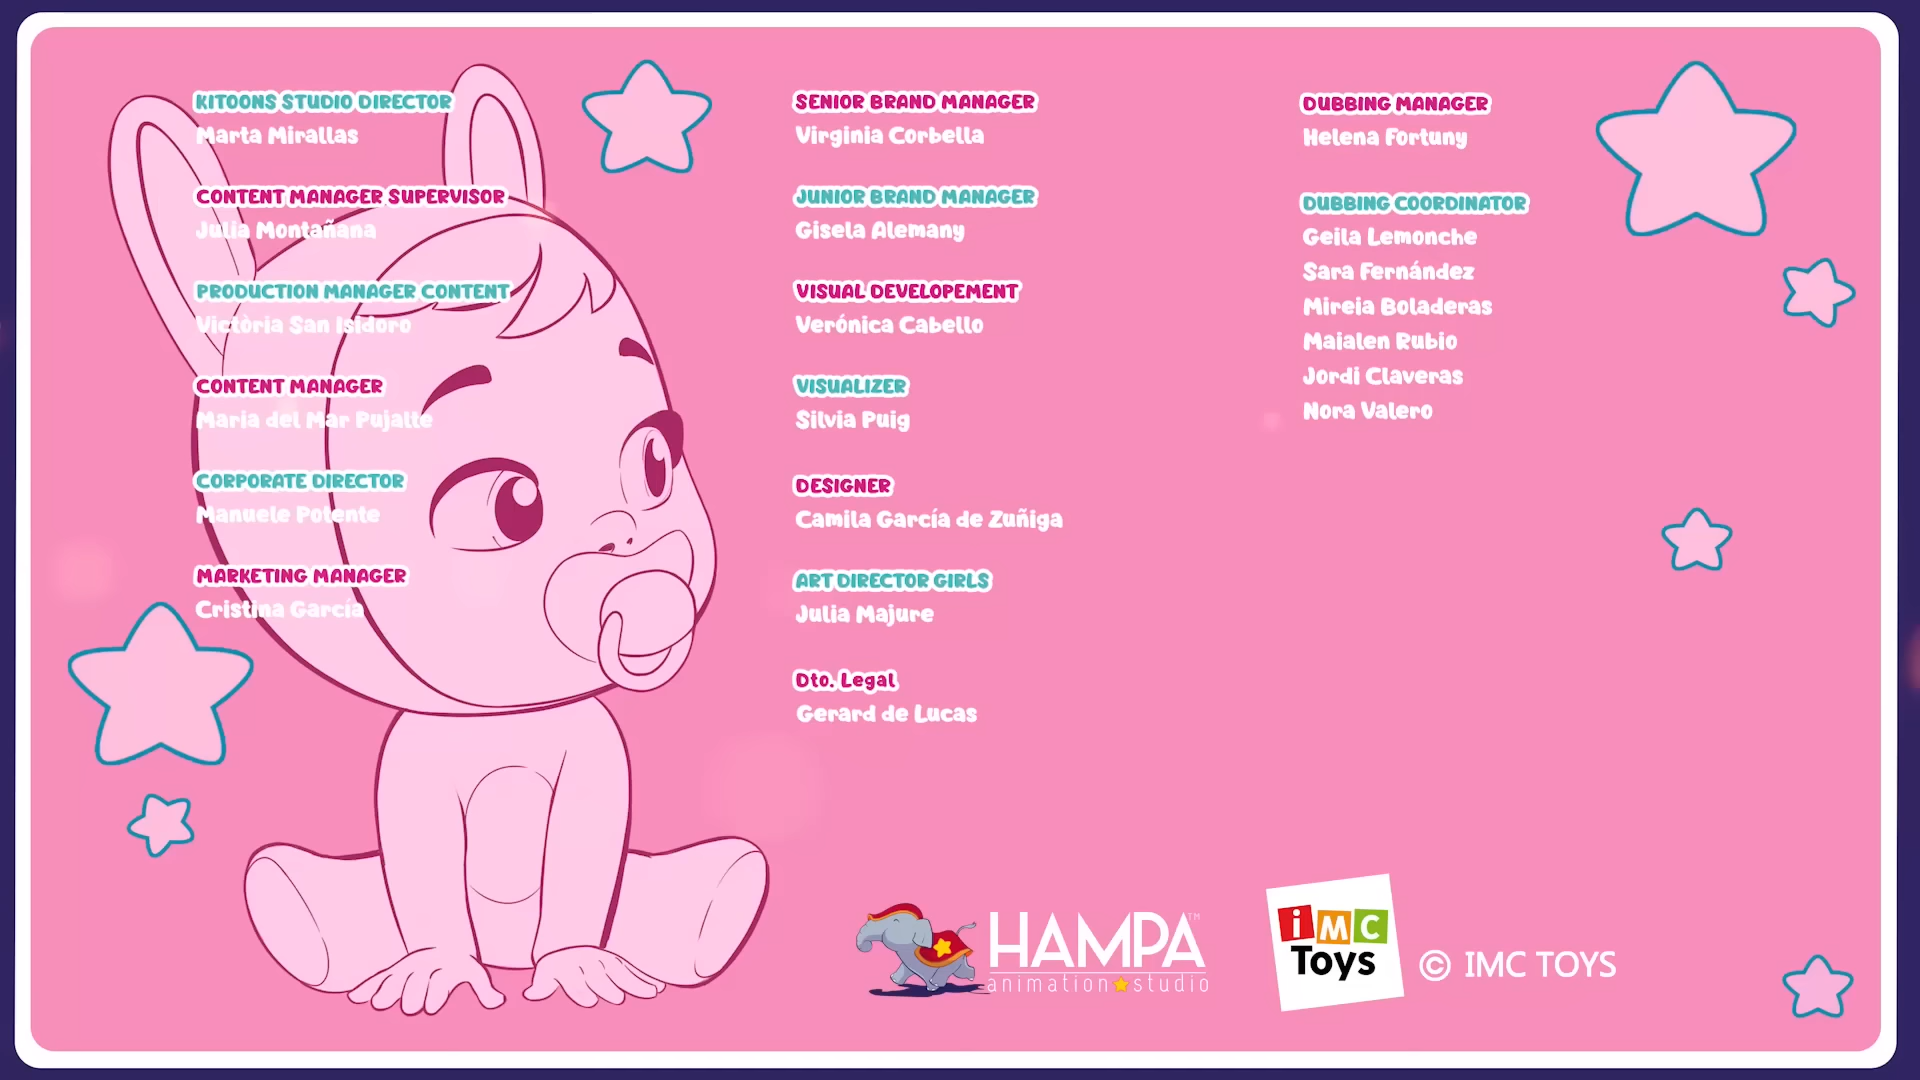 KITOONS STUDIO DIRECTOR
Marta Mirallas
CONTENT MANAGER SUPERVISOR
Julia Montañana
PRODUCTION MANAGER CONTENT
Victòria San Isidoro
CONTENT MANAGER
Maria del Mar Pujalte
CORPORATE DIRECTOR
Manuele Potente
MARKETING MANAGER
Cristina García
SENIOR BRAND MANAGER
Virginia Corbella
JUNIOR BRAND MANAGER
Gisela Alemany
VISUAL DEVELOPEMENT
Verónica Cabello
VISUALIZER
Silvia Puig
DESIGNER
Camila García de Zuñiga
ART DIRECTOR GIRLS
Julia Majure
Dto. Legal
Gerard de Lucas
DUBBING MANAGER
Helena Fortuny
DUBBING COORDINATOR
Geila Lemonche
Sara Fernández
Mireia Boladeras
Maialen Rubio
Jordi Claveras
Nora Valero
HAMPA™
animation studio
iMC
Toys
© IMC TOYS